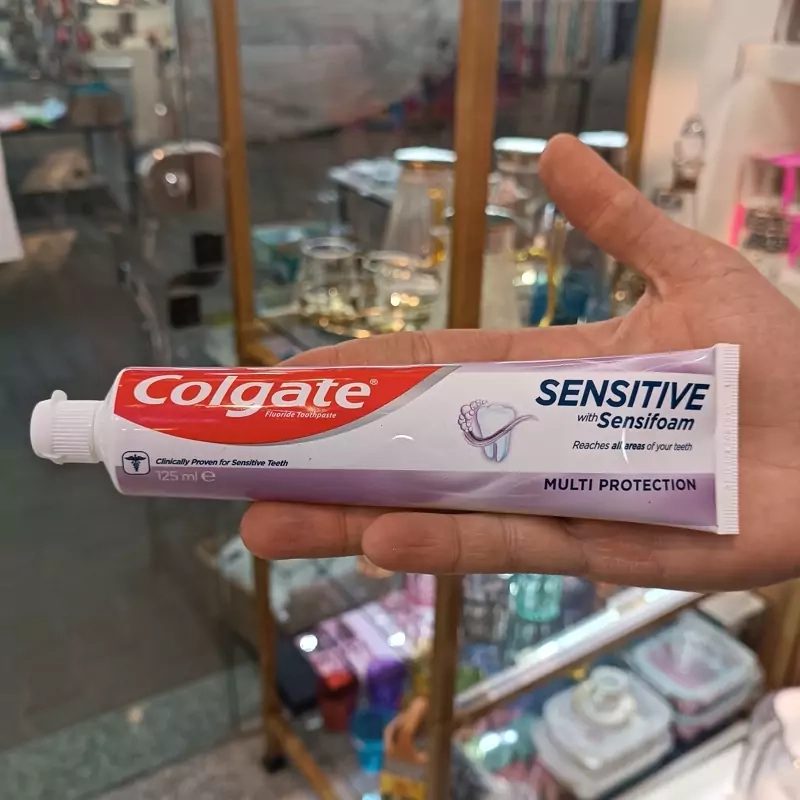 Colgate®
Fluoride Toothpaste
Clinically Proven for Sensitive Teeth
125 ml e
SENSITIVE
with Sensifoam
Reaches all areas of your teeth
MULTI PROTECTION